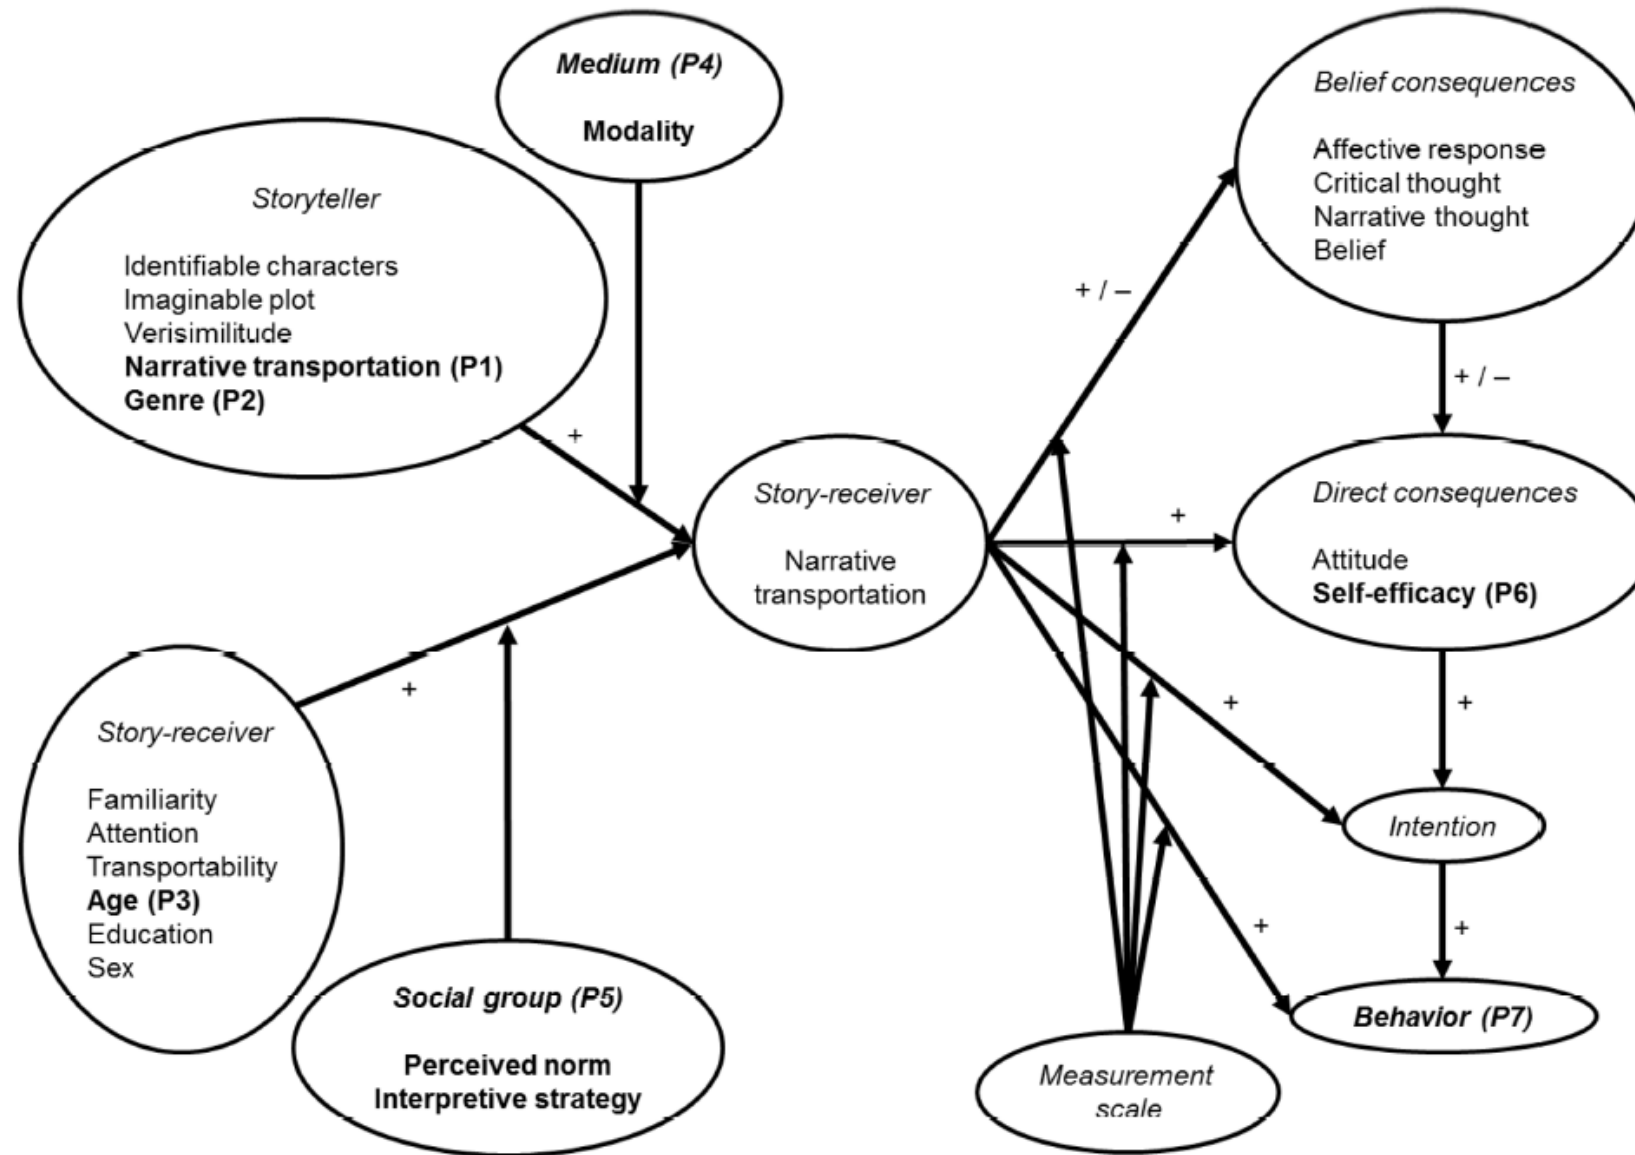 Medium (P4)
Modality
Storyteller
Identifiable characters
Imaginable plot
Verisimilitude
Narrative transportation (P1)
Genre (P2)
+
Story-receiver
Familiarity
Attention
Transportability
Age (P3)
Education
Sex
+
Social group (P5)
Perceived norm
Interpretive strategy
Story-receiver
Narrative
transportation
Belief consequences
Affective response
Critical thought
Narrative thought
Belief
+ / –
+ / –
+
Direct consequences
Attitude
Self-efficacy (P6)
+
+
Intention
+
+
Behavior (P7)
Measurement
scale